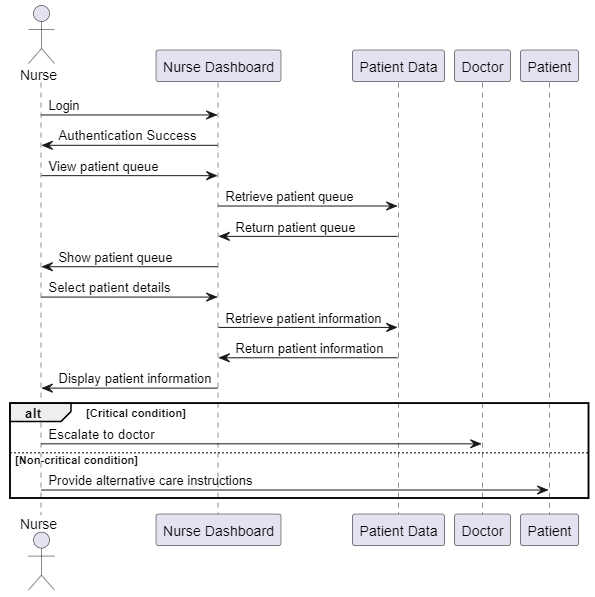 Nurse
Nurse Dashboard
Patient Data
Doctor
Patient
Login
Authentication Success
View patient queue
Retrieve patient queue
Return patient queue
Show patient queue
Select patient details
Retrieve patient information
Return patient information
Display patient information
alt [Critical condition]
Escalate to doctor
[Non-critical condition]
Provide alternative care instructions
Nurse
Nurse Dashboard
Patient Data
Doctor
Patient